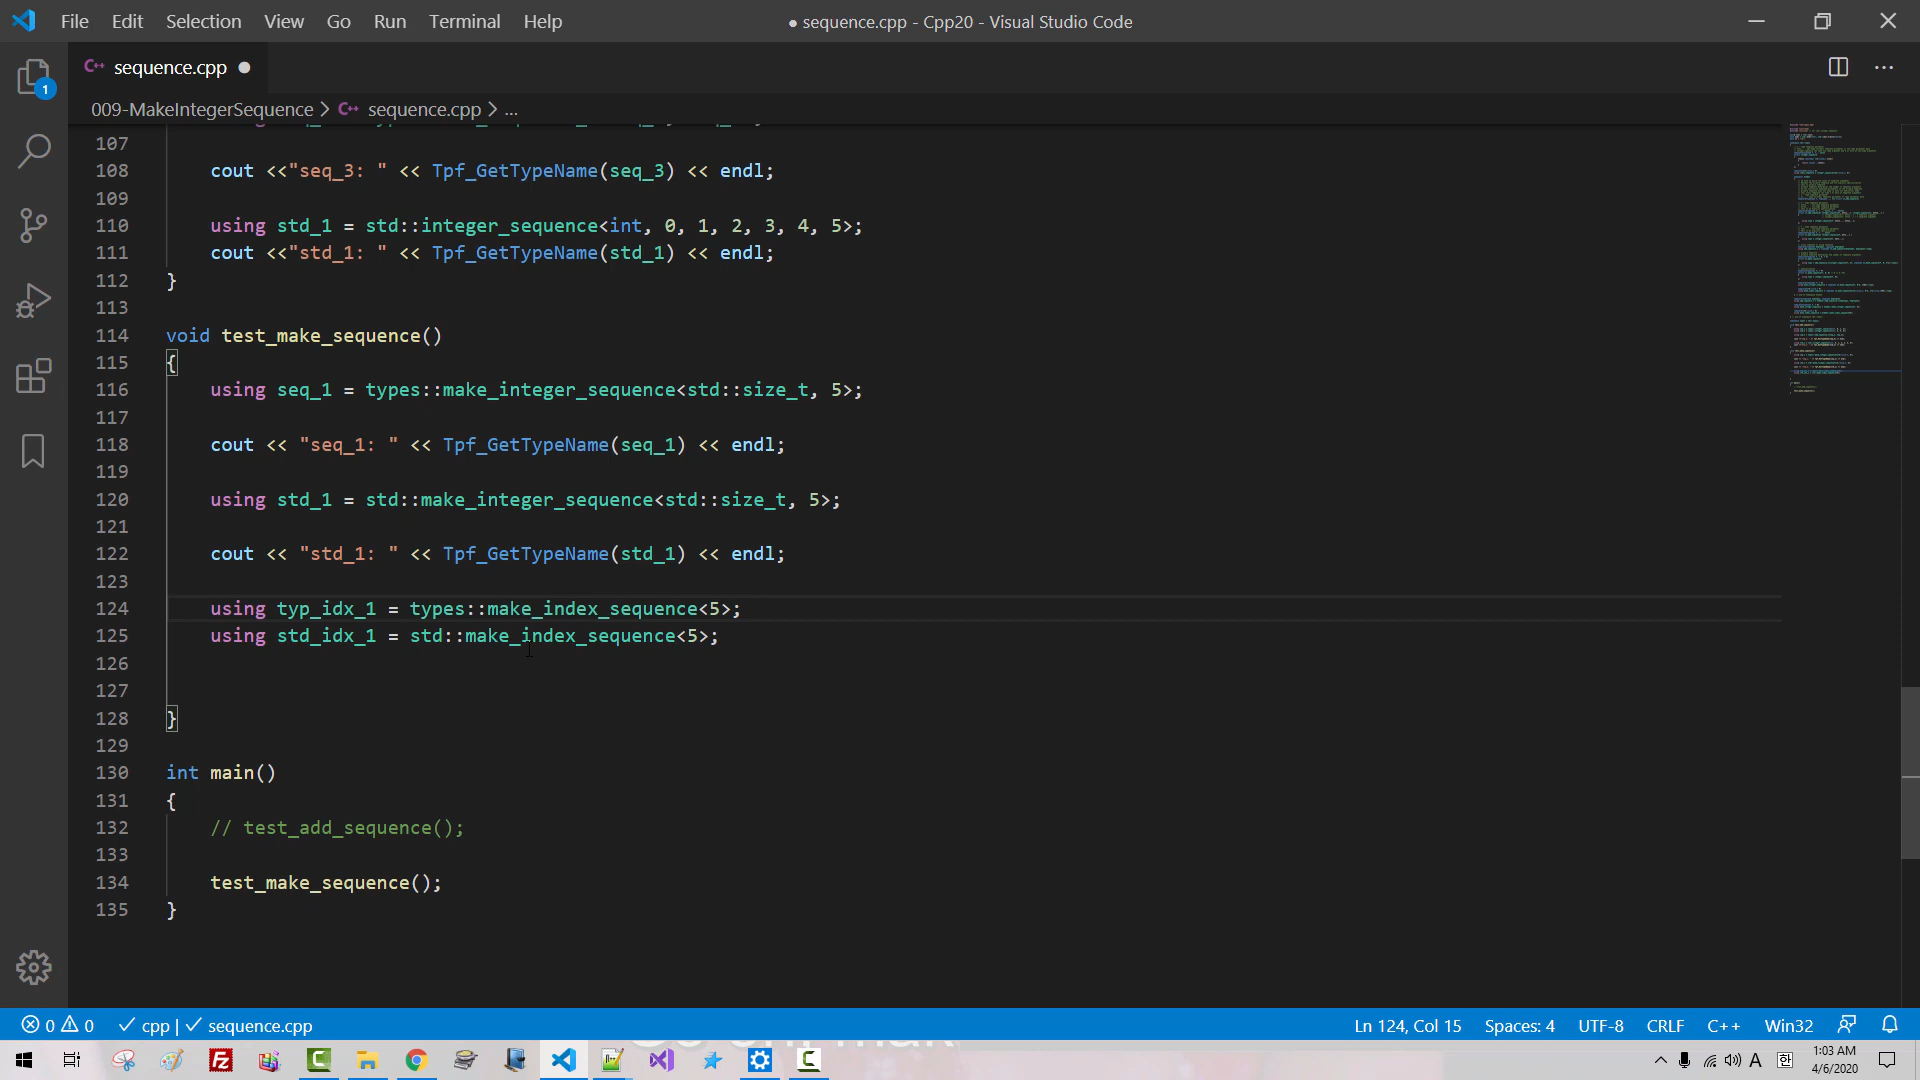 File Edit Selection View Go Run Terminal Help
● sequence.cpp - Cpp20 - Visual Studio Code
sequence.cpp ●
009-MakeIntegerSequence > sequence.cpp > ...
107
108 cout <<"seq_3: " << Tpf_GetTypeName(seq_3) << endl;
109
110 using std_1 = std::integer_sequence<int, 0, 1, 2, 3, 4, 5>;
111 cout <<"std_1: " << Tpf_GetTypeName(std_1) << endl;
112 }
113
114 void test_make_sequence()
115 {
116 using seq_1 = types::make_integer_sequence<std::size_t, 5>;
117
118 cout << "seq_1: " << Tpf_GetTypeName(seq_1) << endl;
119
120 using std_1 = std::make_integer_sequence<std::size_t, 5>;
121
122 cout << "std_1: " << Tpf_GetTypeName(std_1) << endl;
123
124 using typ_idx_1 = types::make_index_sequence<5>;
125 using std_idx_1 = std::make_index_sequence<5>;
126
127
128 }
129
130 int main()
131 {
132 // test_add_sequence();
133
134 test_make_sequence();
135 }
0 0 cpp | sequence.cpp
Ln 124, Col 15 Spaces: 4 UTF-8 CRLF C++ Win32
A 한 1:03 AM
4/6/2020